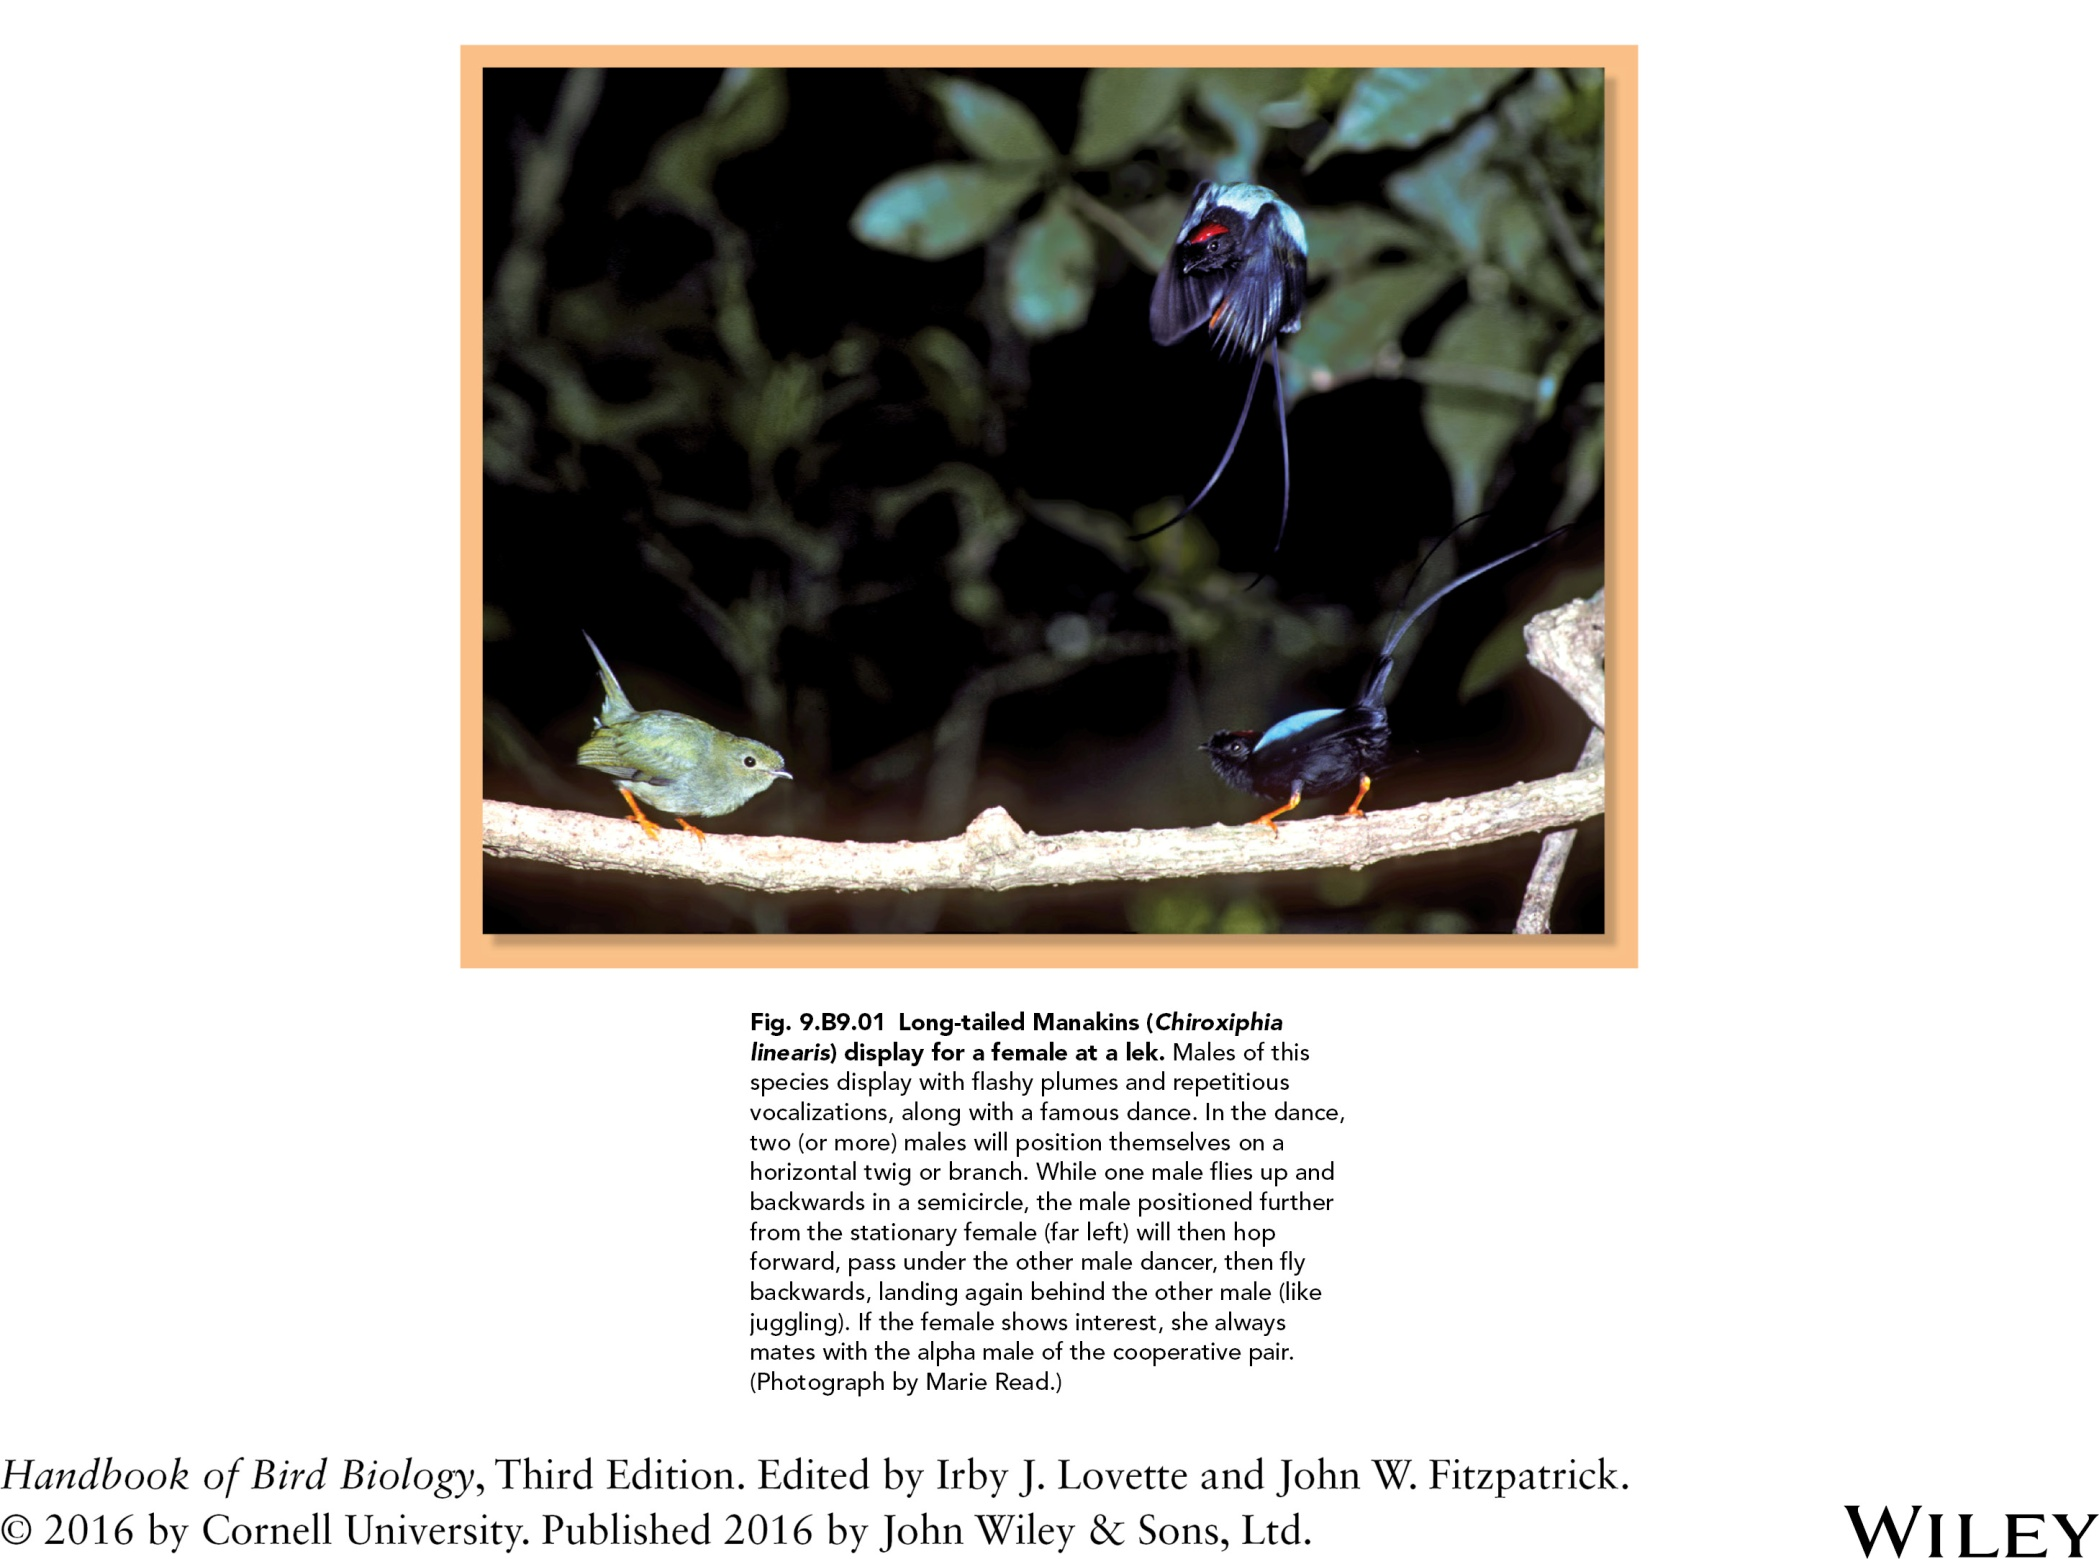 Fig. 9.B9.01 Long-tailed Manakins (Chiroxiphia
linearis) display for a female at a lek. Males of this
species display with flashy plumes and repetitious
vocalizations, along with a famous dance. In the dance,
two (or more) males will position themselves on a
horizontal twig or branch. While one male flies up and
backwards in a semicircle, the male positioned further
from the stationary female (far left) will then hop
forward, pass under the other male dancer, then fly
backwards, landing again behind the other male (like
juggling). If the female shows interest, she always
mates with the alpha male of the cooperative pair.
(Photograph by Marie Read.)
Handbook of Bird Biology, Third Edition. Edited by Irby J. Lovette and John W. Fitzpatrick.
© 2016 by Cornell University. Published 2016 by John Wiley & Sons, Ltd.
WILEY